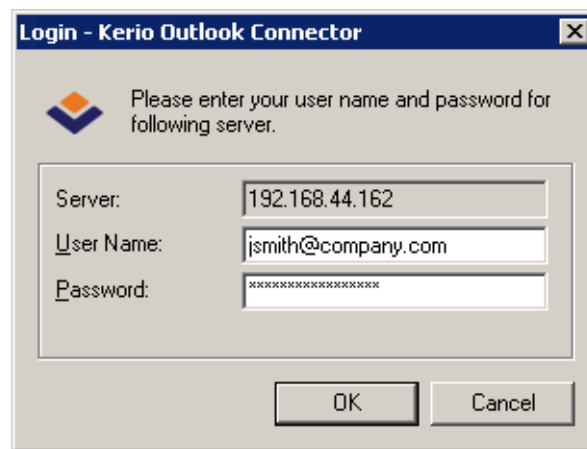 Login - Kerio Outlook Connector
Please enter your user name and password for
following server.
Server: 192.168.44.162
User Name: jsmith@company.com
Password: *****************
OK Cancel